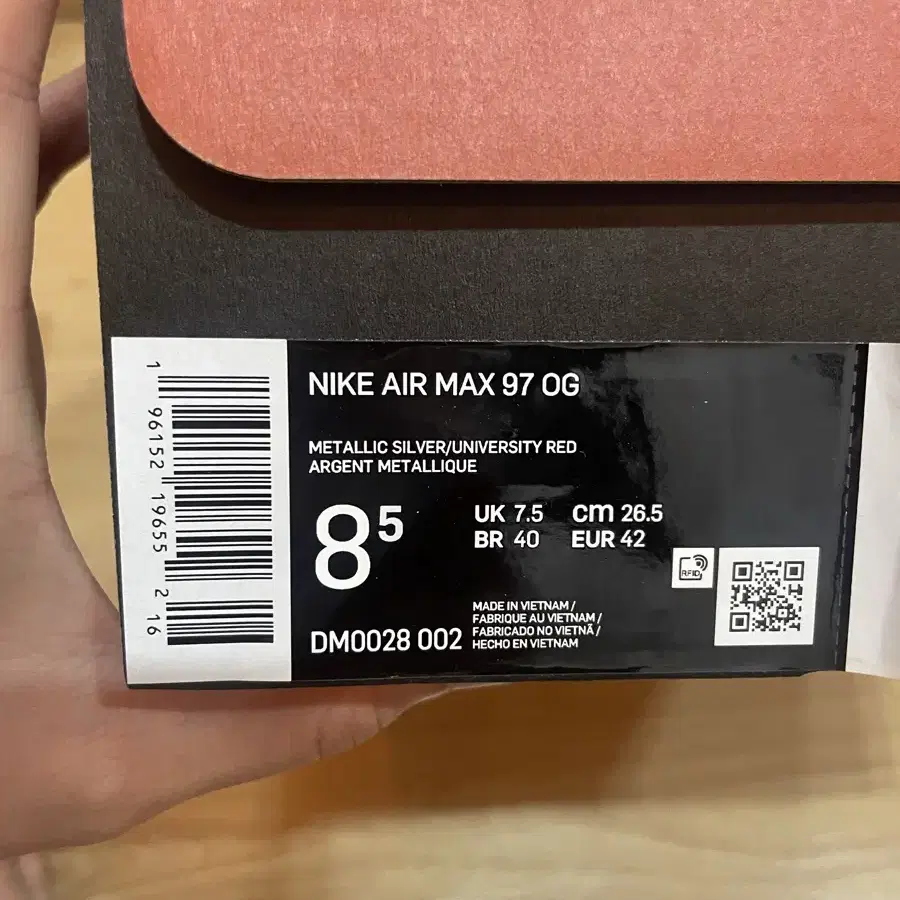 NIKE AIR MAX 97 OG
METALLIC SILVER/UNIVERSITY RED
ARGENT METALLIQUE
8⁵
UK 7.5 cm 26.5
BR 40 EUR 42
RFID
MADE IN VIETNAM /
FABRIQUE AU VIETNAM /
FABRICADO NO VIETNÃ /
HECHO EN VIETNAM
DM0028 002
1 96152 19655 2 16